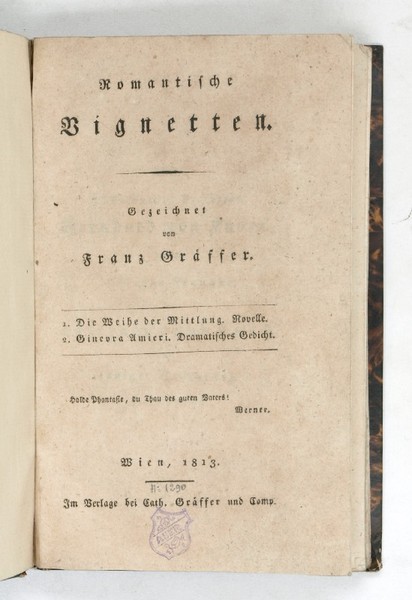 Romantische
Vignetten.
Gezeichnet
von
Franz Gräffer.
1. Die Weihe der Mittlung. Novelle.
2. Ginevra Amieri. Dramatisches Gedicht.
Holde Phantasie, du Thau des guten Vaters!
Werner.
Wien, 1813.
N: 1290
Im Verlage bei Cath. Gräffer und Comp.